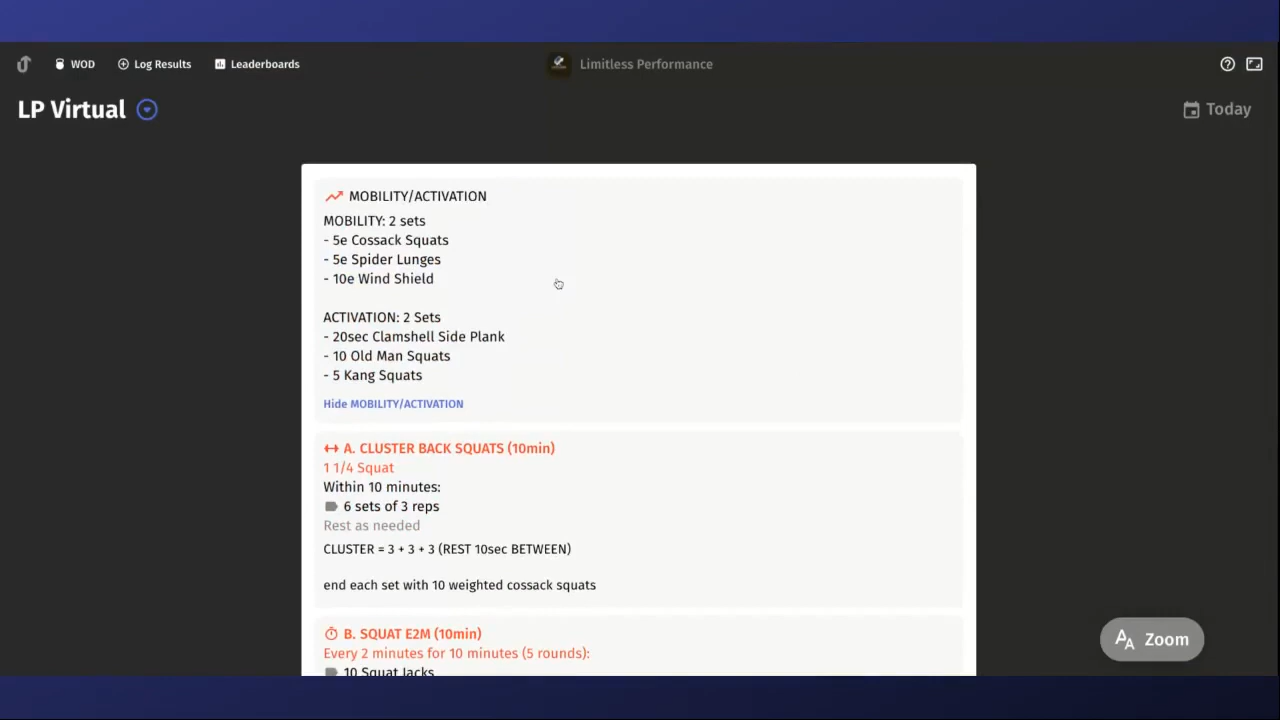 WOD
Log Results
Leaderboards
Limitless Performance
LP Virtual
Today
MOBILITY/ACTIVATION
MOBILITY: 2 sets
- 5e Cossack Squats
- 5e Spider Lunges
- 10e Wind Shield
ACTIVATION: 2 Sets
- 20sec Clamshell Side Plank
- 10 Old Man Squats
- 5 Kang Squats
Hide MOBILITY/ACTIVATION
A. CLUSTER BACK SQUATS (10min)
1 1/4 Squat
Within 10 minutes:
6 sets of 3 reps
Rest as needed
CLUSTER = 3 + 3 + 3 (REST 10sec BETWEEN)
end each set with 10 weighted cossack squats
B. SQUAT E2M (10min)
Every 2 minutes for 10 minutes (5 rounds):
10 Squat Jacks
Zoom